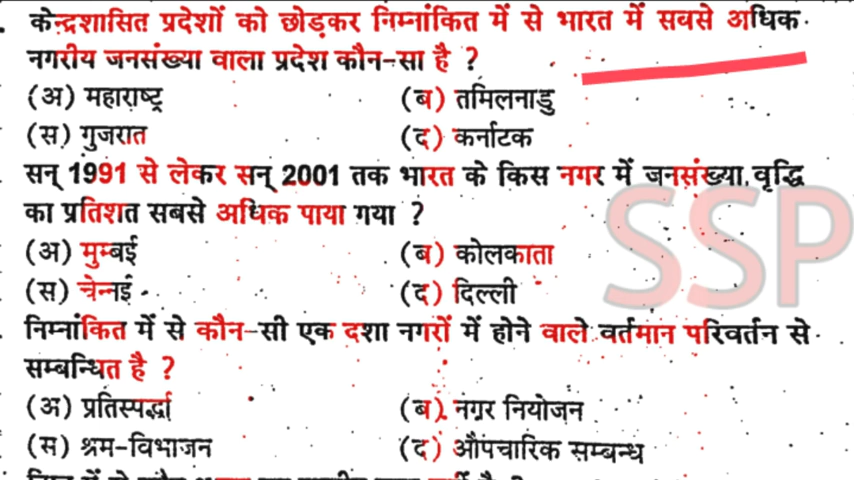 . केन्द्रशासित प्रदेशों को छोड़कर निम्नांकित में से भारत में सबसे अधिक
नगरीय जनसंख्या वाला प्रदेश कौन-सा है ?
(अ) महाराष्ट्र (ब) तमिलनाडु
(स) गुजरात (द) कर्नाटक
सन् 1991 से लेकर सन् 2001 तक भारत के किस नगर में जनसंख्या वृद्धि
का प्रतिशत सबसे अधिक पाया गया ?
(अ) मुम्बई (ब) कोलकाता
(स) चेन्नई (द) दिल्ली
SSP
निम्नांकित में से कौन-सी एक दशा नगरों में होने वाले वर्तमान परिवर्तन से
सम्बन्धित है ?
(अ) प्रतिस्पर्द्धा (ब) नगर नियोजन
(स) श्रम-विभाजन (द) औपचारिक सम्बन्ध